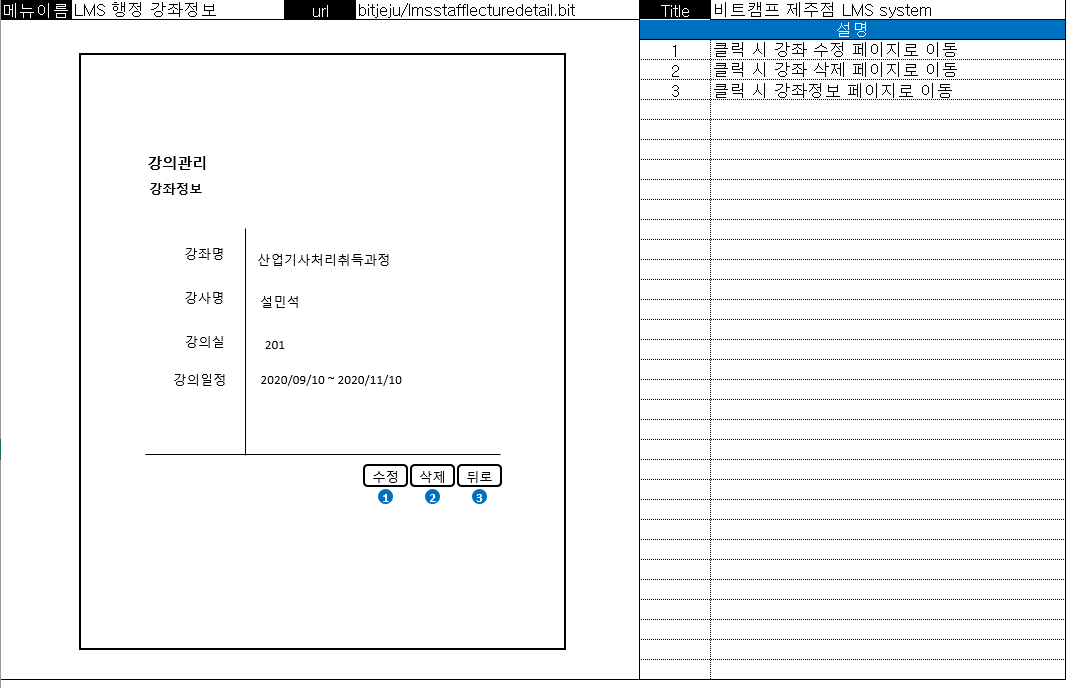 메뉴이름 LMS 행정 강좌정보 url bitjeju/lmsstafflecturedetail.bit Title 비트캠프 제주점 LMS system
설명
1 클릭 시 강좌 수정 페이지로 이동
2 클릭 시 강좌 삭제 페이지로 이동
3 클릭 시 강좌정보 페이지로 이동
강의관리
강좌정보
강좌명 산업기사처리취득과정
강사명 설민석
강의실 201
강의일정 2020/09/10 ~ 2020/11/10
수정 삭제 뒤로
1 2 3